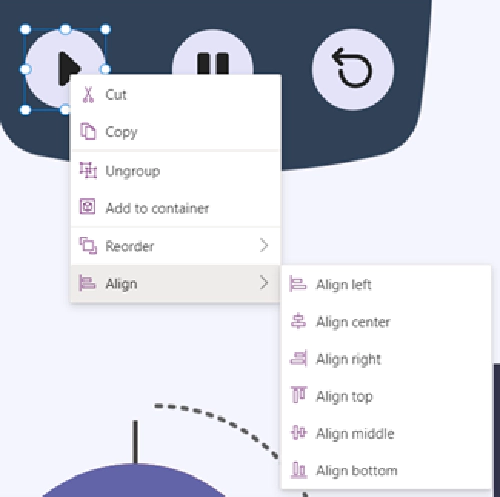 Cut
Copy
Ungroup
Add to container
Reorder
Align
Align left
Align center
Align right
Align top
Align middle
Align bottom